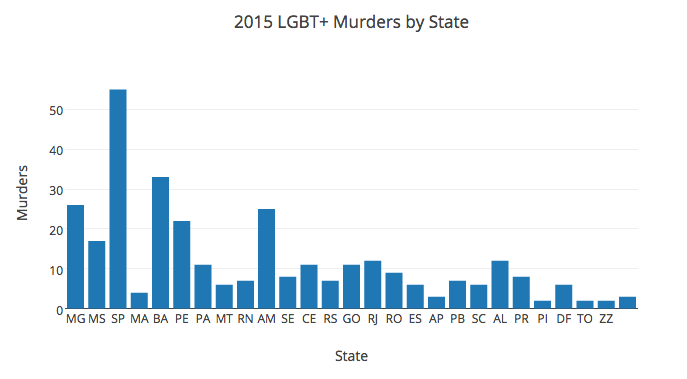 2015 LGBT+ Murders by State
50
40
30
20
10
0
Murders
MG MS SP MA BA PE PA MT RN AM SE CE RS GO RJ RO ES AP PB SC AL PR PI DF TO ZZ
State